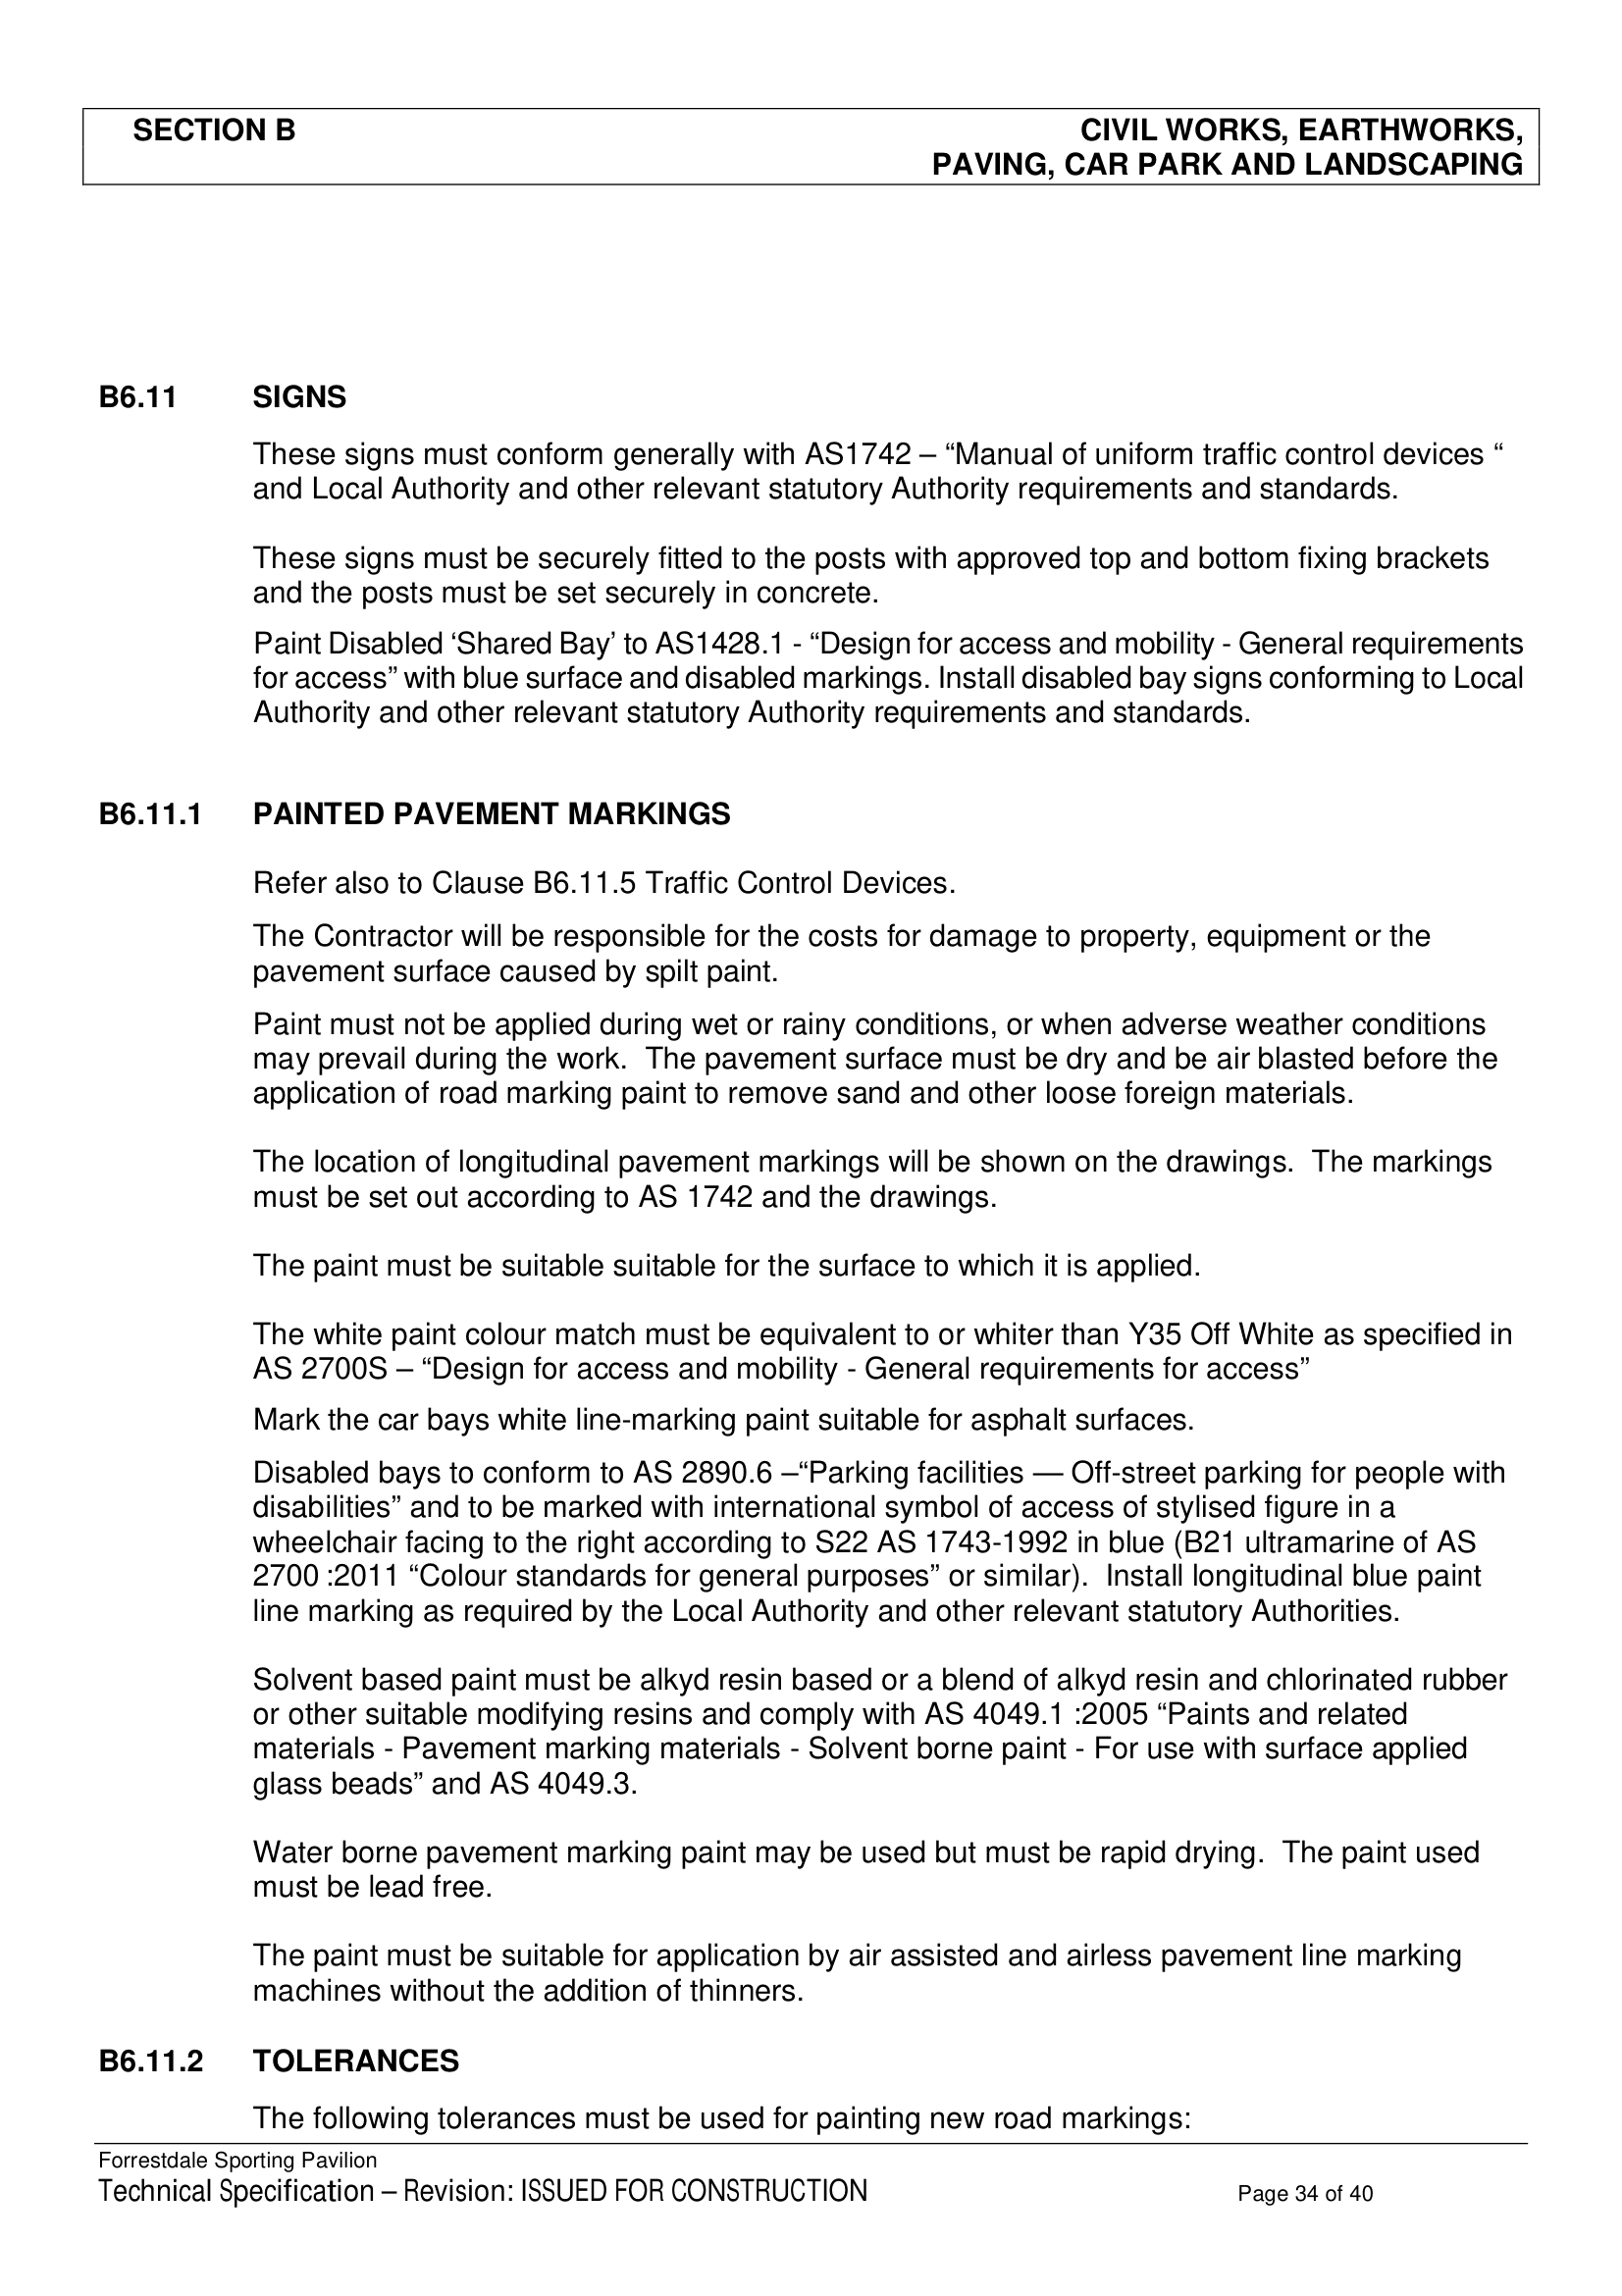 SECTION B
CIVIL WORKS, EARTHWORKS,
PAVING, CAR PARK AND LANDSCAPING
B6.11 SIGNS
These signs must conform generally with AS1742 – “Manual of uniform traffic control devices “
and Local Authority and other relevant statutory Authority requirements and standards.
These signs must be securely fitted to the posts with approved top and bottom fixing brackets
and the posts must be set securely in concrete.
Paint Disabled ‘Shared Bay’ to AS1428.1 - “Design for access and mobility - General requirements
for access” with blue surface and disabled markings. Install disabled bay signs conforming to Local
Authority and other relevant statutory Authority requirements and standards.
B6.11.1 PAINTED PAVEMENT MARKINGS
Refer also to Clause B6.11.5 Traffic Control Devices.
The Contractor will be responsible for the costs for damage to property, equipment or the
pavement surface caused by spilt paint.
Paint must not be applied during wet or rainy conditions, or when adverse weather conditions
may prevail during the work.  The pavement surface must be dry and be air blasted before the
application of road marking paint to remove sand and other loose foreign materials.
The location of longitudinal pavement markings will be shown on the drawings.  The markings
must be set out according to AS 1742 and the drawings.
The paint must be suitable suitable for the surface to which it is applied.
The white paint colour match must be equivalent to or whiter than Y35 Off White as specified in
AS 2700S – “Design for access and mobility - General requirements for access”
Mark the car bays white line-marking paint suitable for asphalt surfaces.
Disabled bays to conform to AS 2890.6 –“Parking facilities — Off-street parking for people with
disabilities” and to be marked with international symbol of access of stylised figure in a
wheelchair facing to the right according to S22 AS 1743-1992 in blue (B21 ultramarine of AS
2700 :2011 “Colour standards for general purposes” or similar).  Install longitudinal blue paint
line marking as required by the Local Authority and other relevant statutory Authorities.
Solvent based paint must be alkyd resin based or a blend of alkyd resin and chlorinated rubber
or other suitable modifying resins and comply with AS 4049.1 :2005 “Paints and related
materials - Pavement marking materials - Solvent borne paint - For use with surface applied
glass beads” and AS 4049.3.
Water borne pavement marking paint may be used but must be rapid drying.  The paint used
must be lead free.
The paint must be suitable for application by air assisted and airless pavement line marking
machines without the addition of thinners.
B6.11.2 TOLERANCES
The following tolerances must be used for painting new road markings:
Forrestdale Sporting Pavilion
Technical Specification – Revision: ISSUED FOR CONSTRUCTION Page 34 of 40